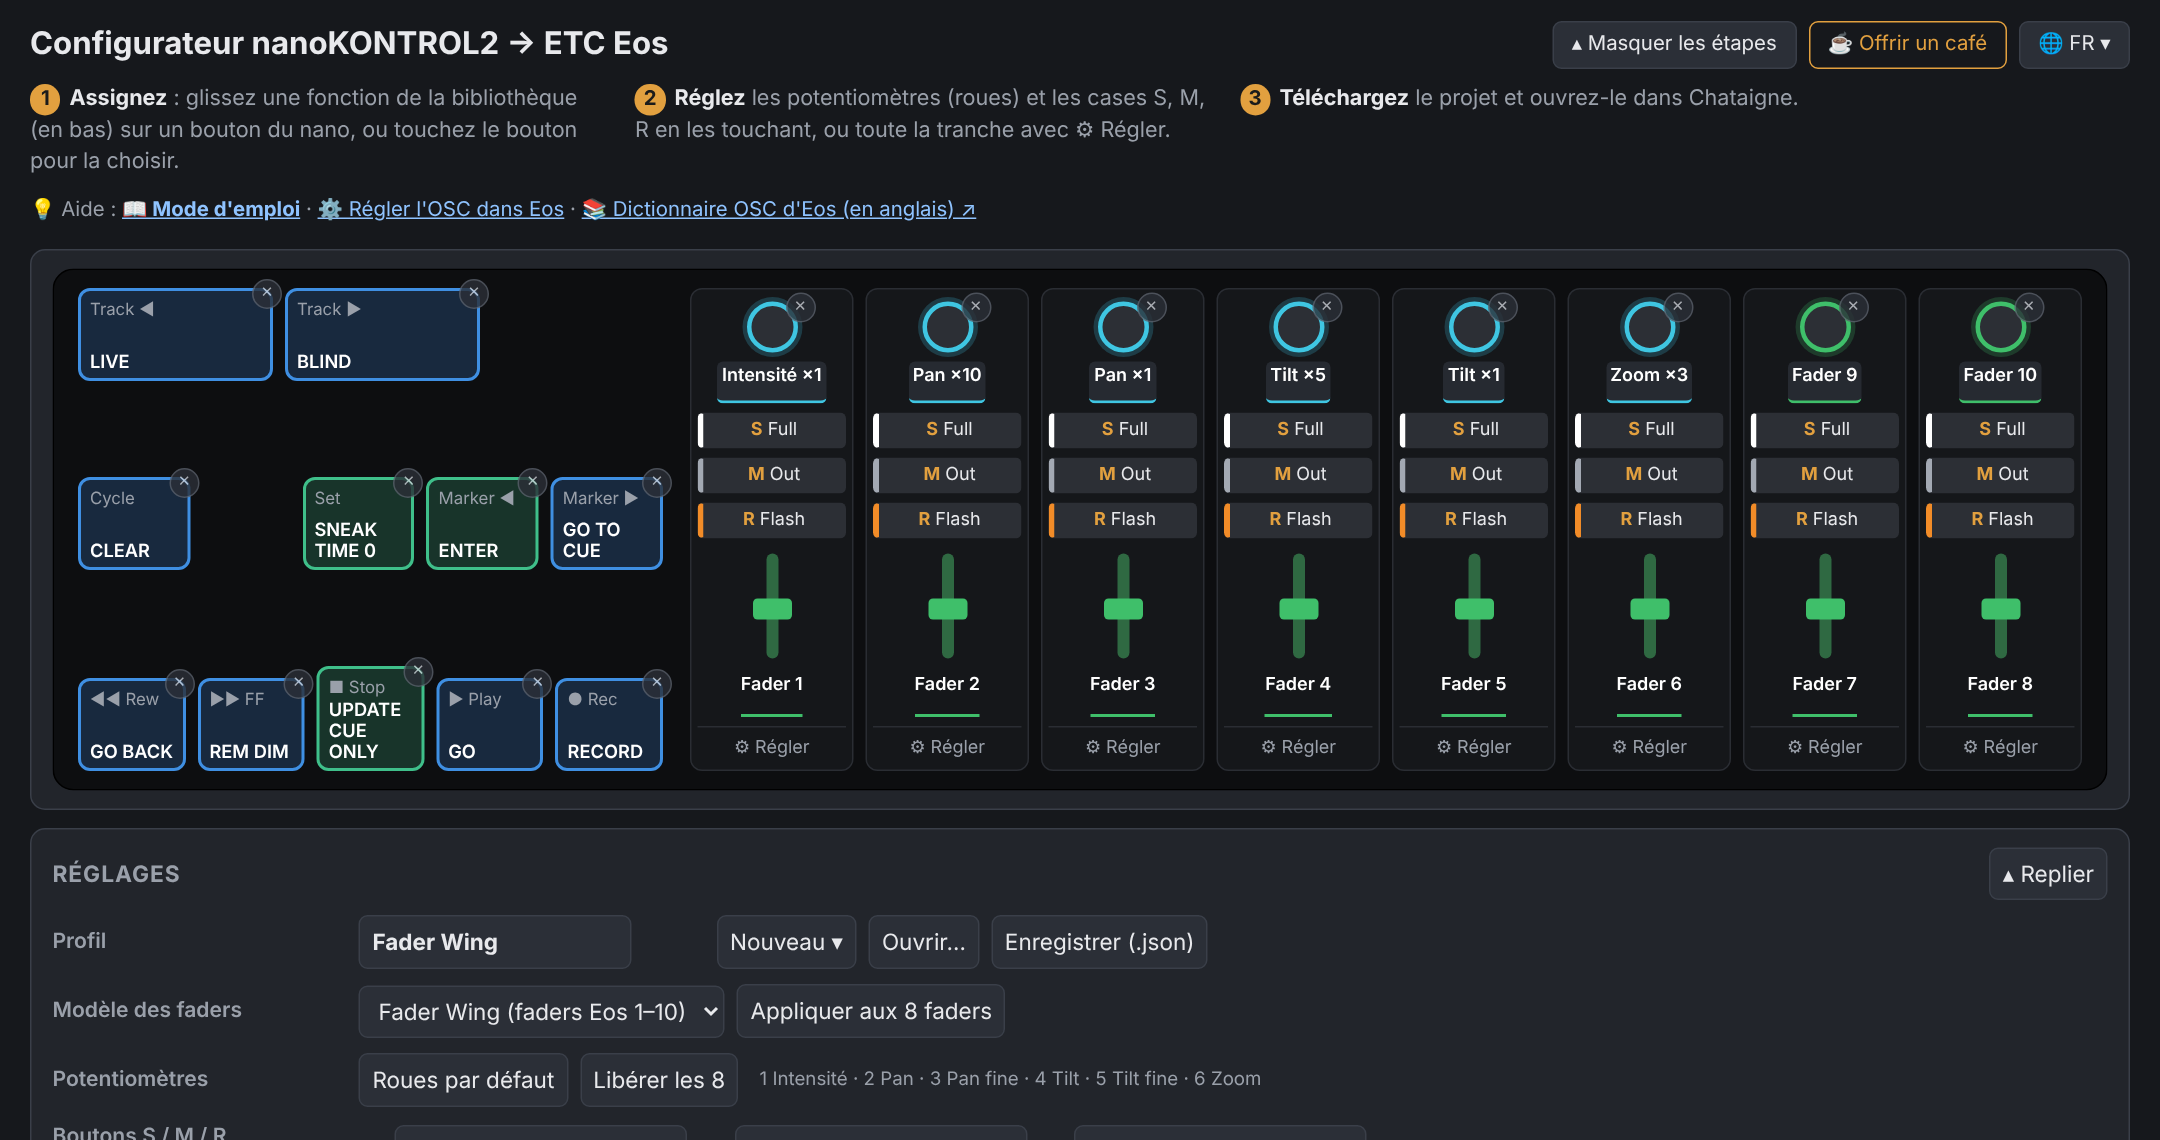 Configurateur nanoKONTROL2 → ETC Eos
▴ Masquer les étapes
☕ Offrir un café
🌐 FR ▾
1 Assignez : glissez une fonction de la bibliothèque
(en bas) sur un bouton du nano, ou touchez le bouton
pour la choisir.
2 Réglez les potentiomètres (roues) et les cases S, M,
R en les touchant, ou toute la tranche avec ⚙ Régler.
3 Téléchargez le projet et ouvrez-le dans Chataigne.
💡 Aide : 📖 Mode d'emploi · ⚙️ Régler l'OSC dans Eos · 📚 Dictionnaire OSC d'Eos (en anglais) ↗
Track ◀ ✕
LIVE
Track ▶ ✕
BLIND
Cycle ✕
CLEAR
Set ✕
SNEAK
TIME 0
Marker ◀ ✕
ENTER
Marker ▶ ✕
GO TO
CUE
◀◀ Rew ✕
GO BACK
▶▶ FF ✕
REM DIM
■ Stop ✕
UPDATE
CUE
ONLY
▶ Play ✕
GO
● Rec ✕
RECORD
✕
Intensité ×1
S Full
M Out
R Flash
Fader 1
⚙ Régler
✕
Pan ×10
S Full
M Out
R Flash
Fader 2
⚙ Régler
✕
Pan ×1
S Full
M Out
R Flash
Fader 3
⚙ Régler
✕
Tilt ×5
S Full
M Out
R Flash
Fader 4
⚙ Régler
✕
Tilt ×1
S Full
M Out
R Flash
Fader 5
⚙ Régler
✕
Zoom ×3
S Full
M Out
R Flash
Fader 6
⚙ Régler
✕
Fader 9
S Full
M Out
R Flash
Fader 7
⚙ Régler
✕
Fader 10
S Full
M Out
R Flash
Fader 8
⚙ Régler
RÉGLAGES
▴ Replier
Profil Fader Wing Nouveau ▾ Ouvrir... Enregistrer (.json)
Modèle des faders Fader Wing (faders Eos 1–10) Appliquer aux 8 faders
Potentiomètres Roues par défaut Libérer les 8 1 Intensité · 2 Pan · 3 Pan fine · 4 Tilt · 5 Tilt fine · 6 Zoom
Boutons S / M / R